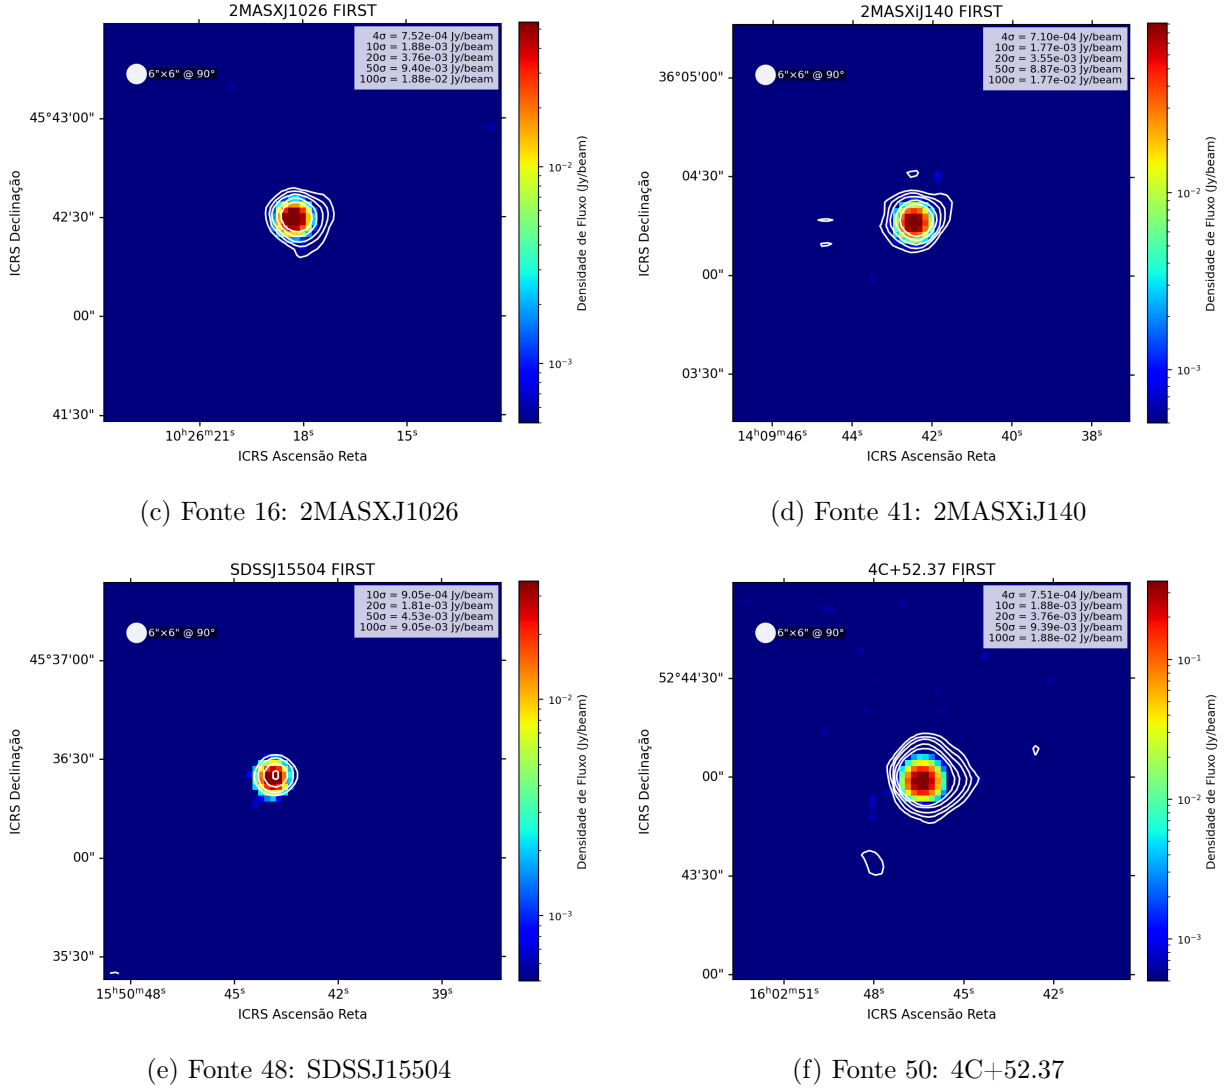 2MASXJ1026 FIRST
4σ = 7.52e-04 Jy/beam
10σ = 1.88e-03 Jy/beam
20σ = 3.76e-03 Jy/beam
50σ = 9.40e-03 Jy/beam
100σ = 1.88e-02 Jy/beam
6"×6" @ 90°
45°43'00"
42'30"
00"
41'30"
ICRS Declinação
10ʰ26ᵐ21ˢ 18ˢ 15ˢ
ICRS Ascensão Reta
10⁻²
10⁻³
Densidade de Fluxo (Jy/beam)
(c) Fonte 16: 2MASXJ1026
2MASXiJ140 FIRST
4σ = 7.10e-04 Jy/beam
10σ = 1.77e-03 Jy/beam
20σ = 3.55e-03 Jy/beam
50σ = 8.87e-03 Jy/beam
100σ = 1.77e-02 Jy/beam
6"×6" @ 90°
36°05'00"
04'30"
00"
03'30"
ICRS Declinação
14ʰ09ᵐ46ˢ 44ˢ 42ˢ 40ˢ 38ˢ
ICRS Ascensão Reta
10⁻²
10⁻³
Densidade de Fluxo (Jy/beam)
(d) Fonte 41: 2MASXiJ140
SDSSJ15504 FIRST
10σ = 9.05e-04 Jy/beam
20σ = 1.81e-03 Jy/beam
50σ = 4.53e-03 Jy/beam
100σ = 9.05e-03 Jy/beam
6"×6" @ 90°
45°37'00"
36'30"
00"
35'30"
ICRS Declinação
15ʰ50ᵐ48ˢ 45ˢ 42ˢ 39ˢ
ICRS Ascensão Reta
10⁻²
10⁻³
Densidade de Fluxo (Jy/beam)
(e) Fonte 48: SDSSJ15504
4C+52.37 FIRST
4σ = 7.51e-04 Jy/beam
10σ = 1.88e-03 Jy/beam
20σ = 3.76e-03 Jy/beam
50σ = 9.39e-03 Jy/beam
100σ = 1.88e-02 Jy/beam
6"×6" @ 90°
52°44'30"
00"
43'30"
00"
ICRS Declinação
16ʰ02ᵐ51ˢ 48ˢ 45ˢ 42ˢ
ICRS Ascensão Reta
10⁻¹
10⁻²
10⁻³
Densidade de Fluxo (Jy/beam)
(f) Fonte 50: 4C+52.37